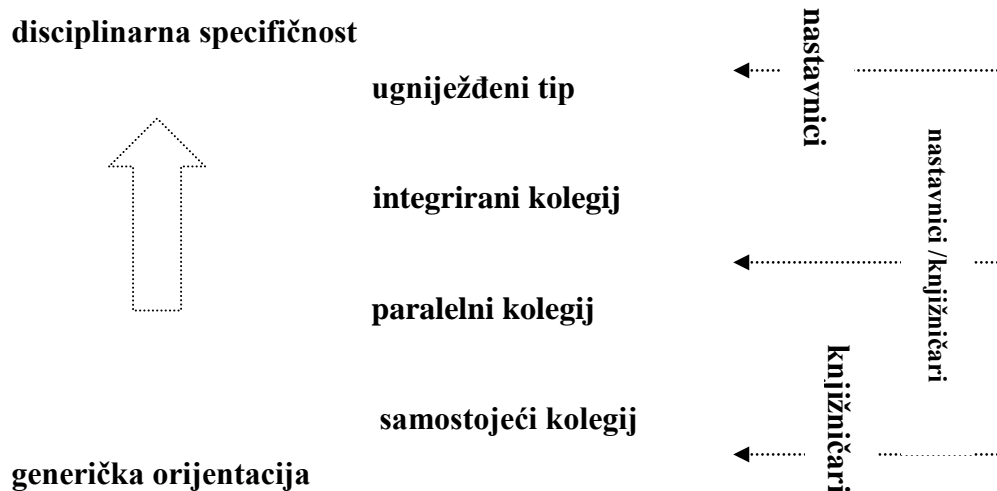 disciplinarna specifičnost
nastavnici
ugniježđeni tip
integrirani kolegij
nastavnici /knjižničari
paralelni kolegij
knjižničari
samostojeći kolegij
generička orijentacija